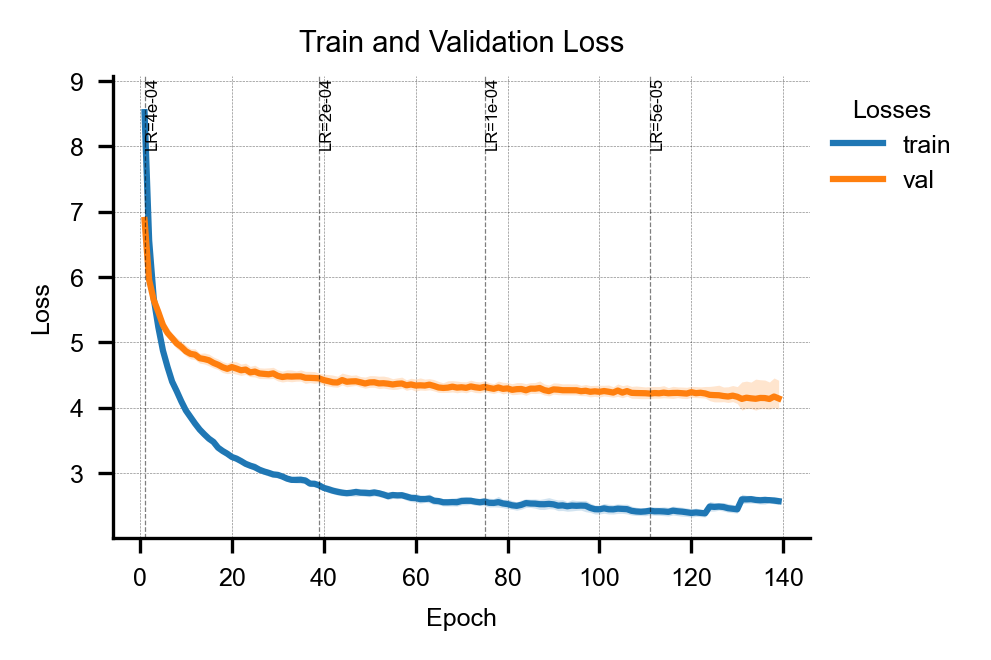 Train and Validation Loss
9
8
7
6
5
4
3
Loss
LR=4e-04
LR=2e-04
LR=1e-04
LR=5e-05
0 20 40 60 80 100 120 140
Epoch
Losses
train
val